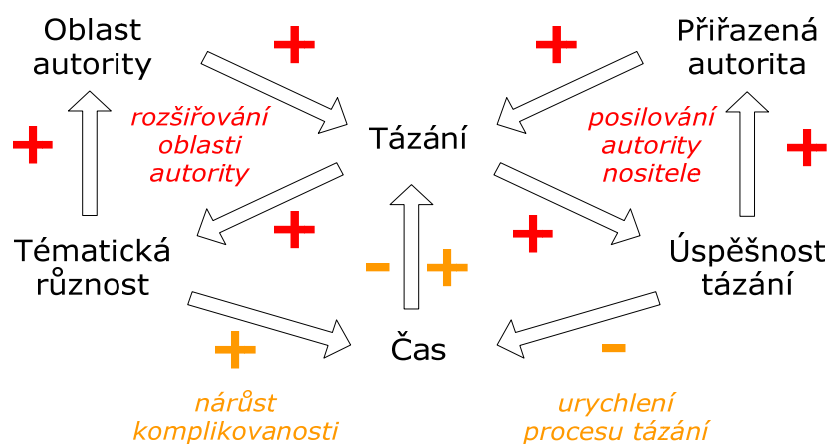 Oblast
autority
+
+
Přiřazená
autorita
+
rozšiřování
oblasti
autority
Tázání
posilování
autority
nositele
+
+
+
Tématická
různost
- +
Úspěšnost
tázání
+
Čas
-
nárůst
komplikovanosti
urychlení
procesu tázání